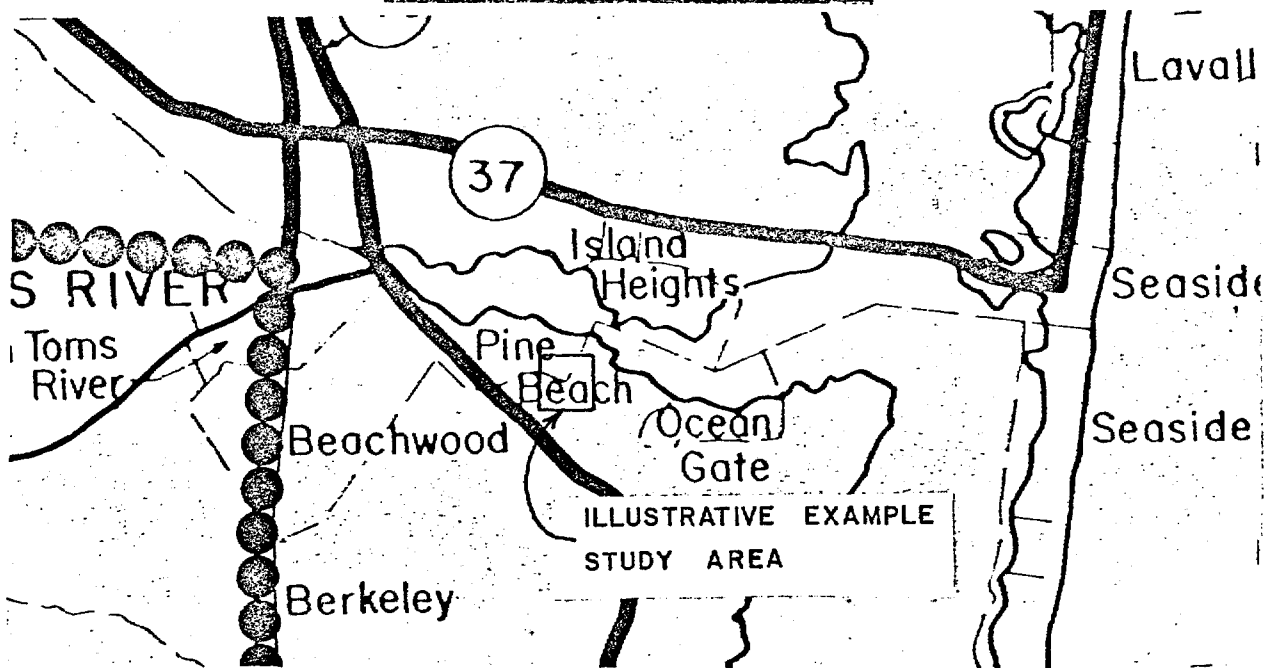 Lavall
37
Island
Heights
S RIVER
Seaside
Toms
River
Pine
Beach
Beachwood
Ocean
Gate
Seaside
ILLUSTRATIVE EXAMPLE
STUDY AREA
Berkeley